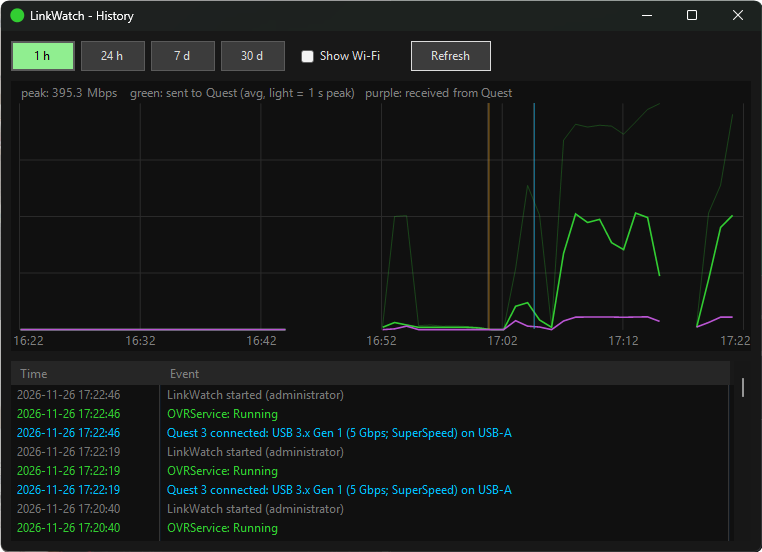 LinkWatch - History
1 h 24 h 7 d 30 d Show Wi-Fi Refresh
peak: 395.3 Mbps green: sent to Quest (avg, light = 1 s peak) purple: received from Quest
16:22 16:32 16:42 16:52 17:02 17:12 17:22
Time Event
2026-11-26 17:22:46 LinkWatch started (administrator)
2026-11-26 17:22:46 OVRService: Running
2026-11-26 17:22:46 Quest 3 connected: USB 3.x Gen 1 (5 Gbps; SuperSpeed) on USB-A
2026-11-26 17:22:19 LinkWatch started (administrator)
2026-11-26 17:22:19 OVRService: Running
2026-11-26 17:22:19 Quest 3 connected: USB 3.x Gen 1 (5 Gbps; SuperSpeed) on USB-A
2026-11-26 17:20:40 LinkWatch started (administrator)
2026-11-26 17:20:40 OVRService: Running